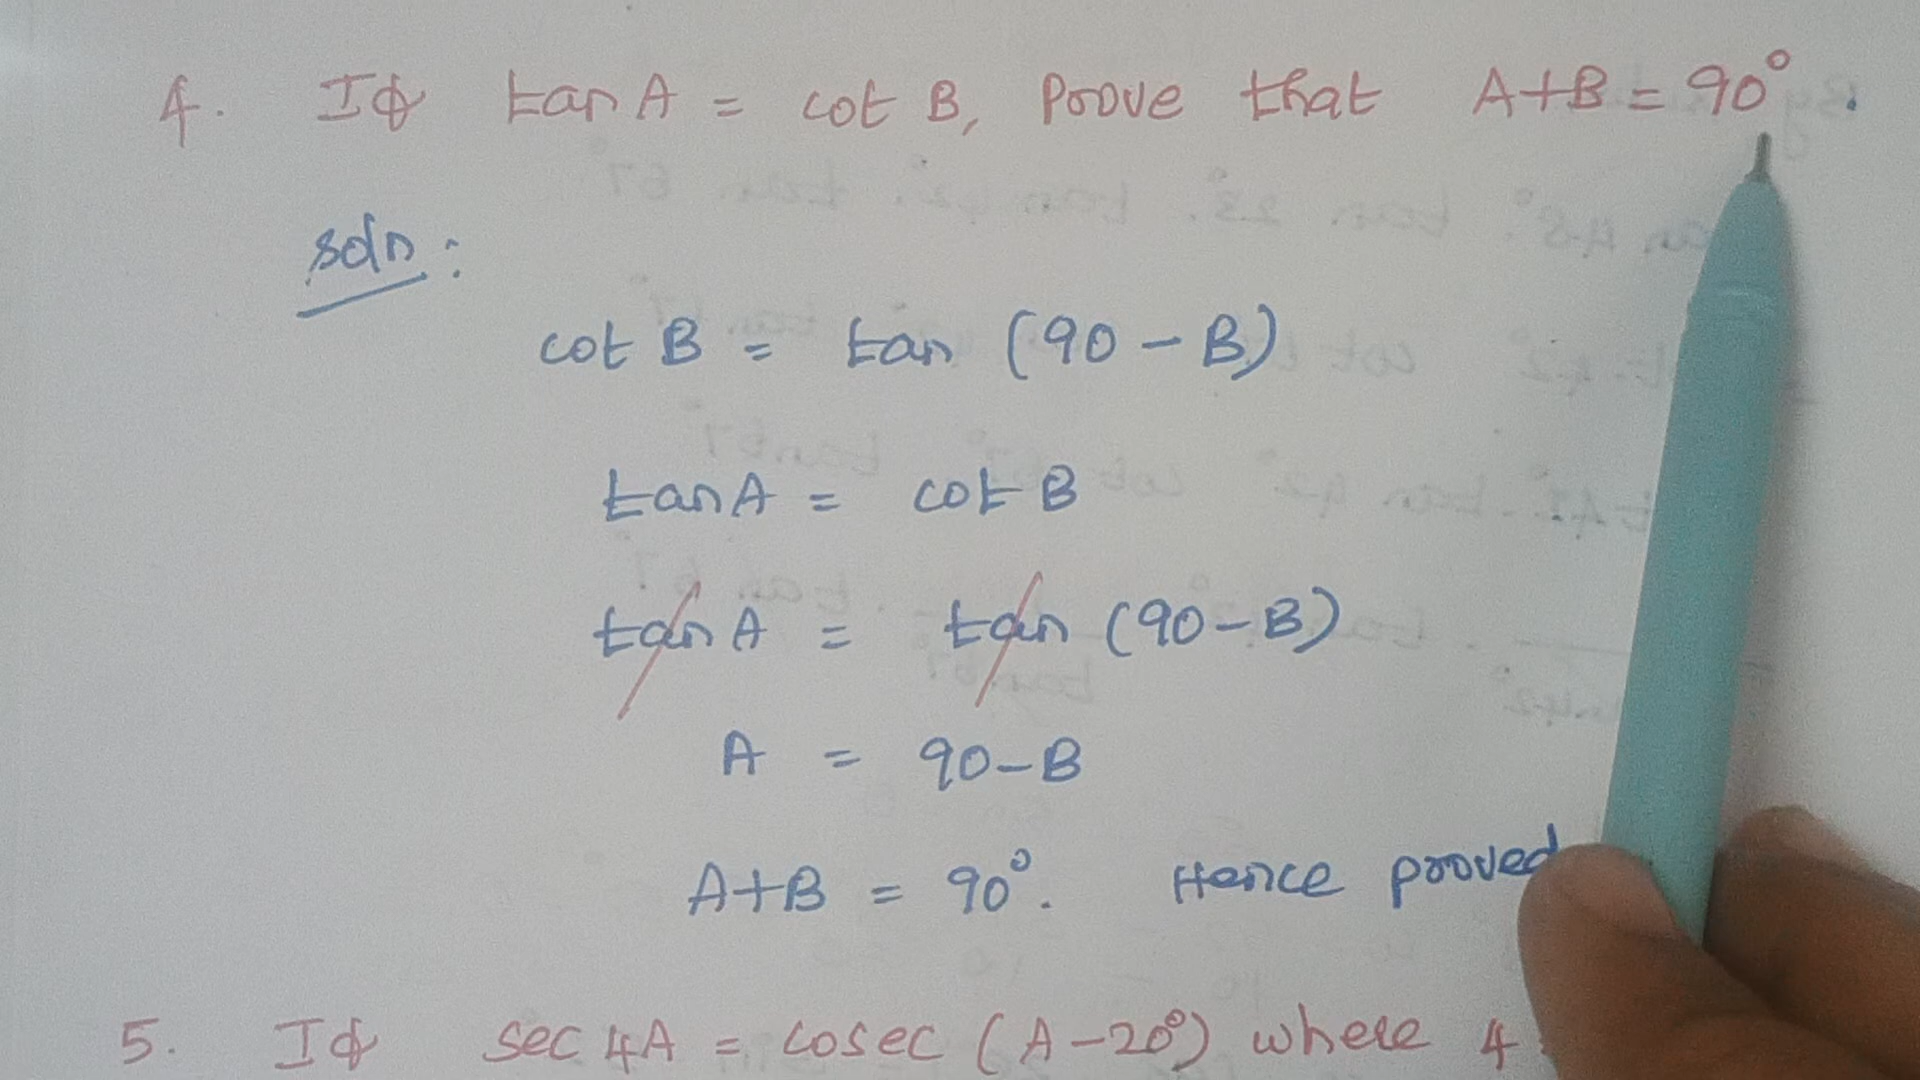 4. If tan A = cot B, Prove that A+B = 90°.
soln:
cot B = tan (90 - B)
tan A = cot B
tan A = tan (90-B)
A = 90-B
A+B = 90°. Hence proved
5. If sec 4A = cosec (A-20°) where 4